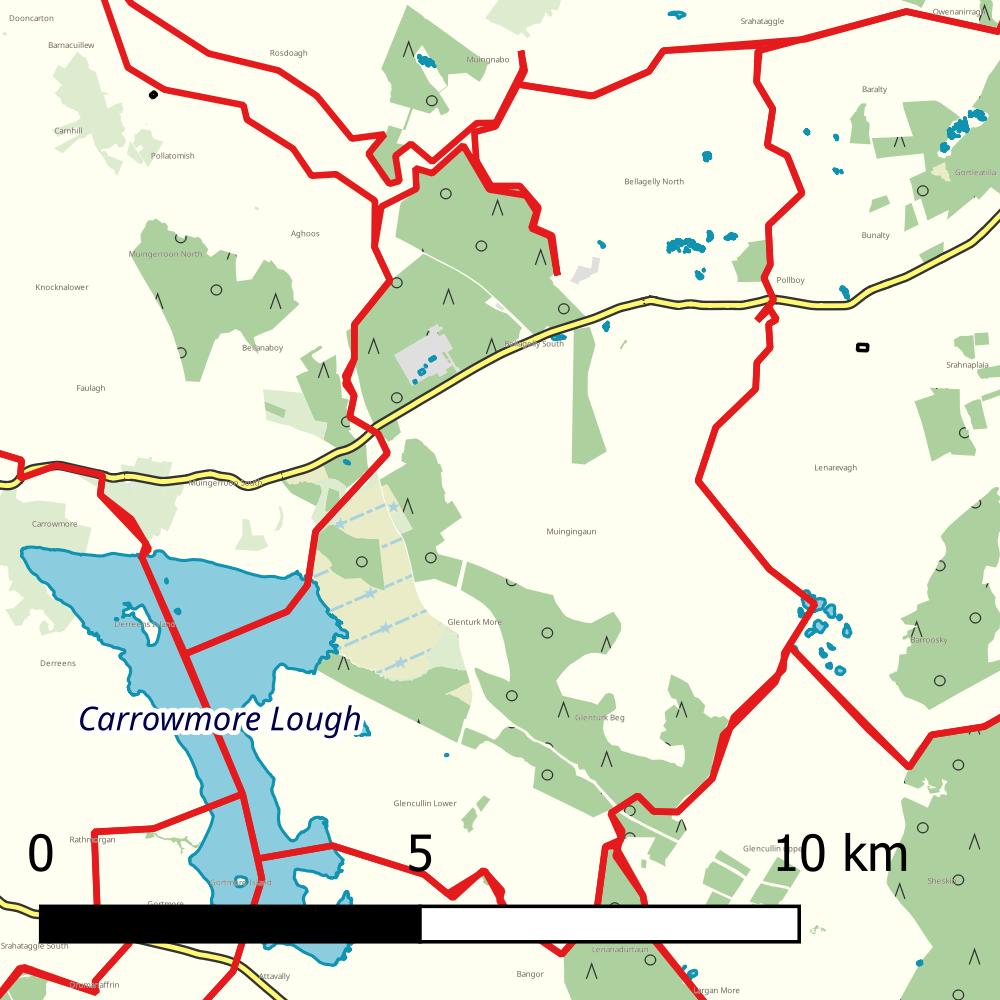 Dooncarton
Owenanirragh
Srahataggle
Barnacuillew
Rosdoagh
Muingnabo
Baralty
Carnhill
Pollatomish
Gortleatilla
Bellagelly North
Aghoos
Bunalty
Muingerroon North
Knocknalower
Pollboy
Bellagelly South
Bellanaboy
Srahnaplaia
Faulagh
Lenarevagh
Muingerroon South
Carrowmore
Muingingaun
Derreens Island
Glenturk More
Barroosky
Derreens
Carrowmore Lough
Glenturk Beg
Glencullin Lower
Rathmorgan
Glencullin Upper
0 5 10 km
Gortmore Island
Sheskin
Gortmore
Srahataggle South
Lenanadurtaun
Bangor
Attavally
Drumanaffrin
Largan More